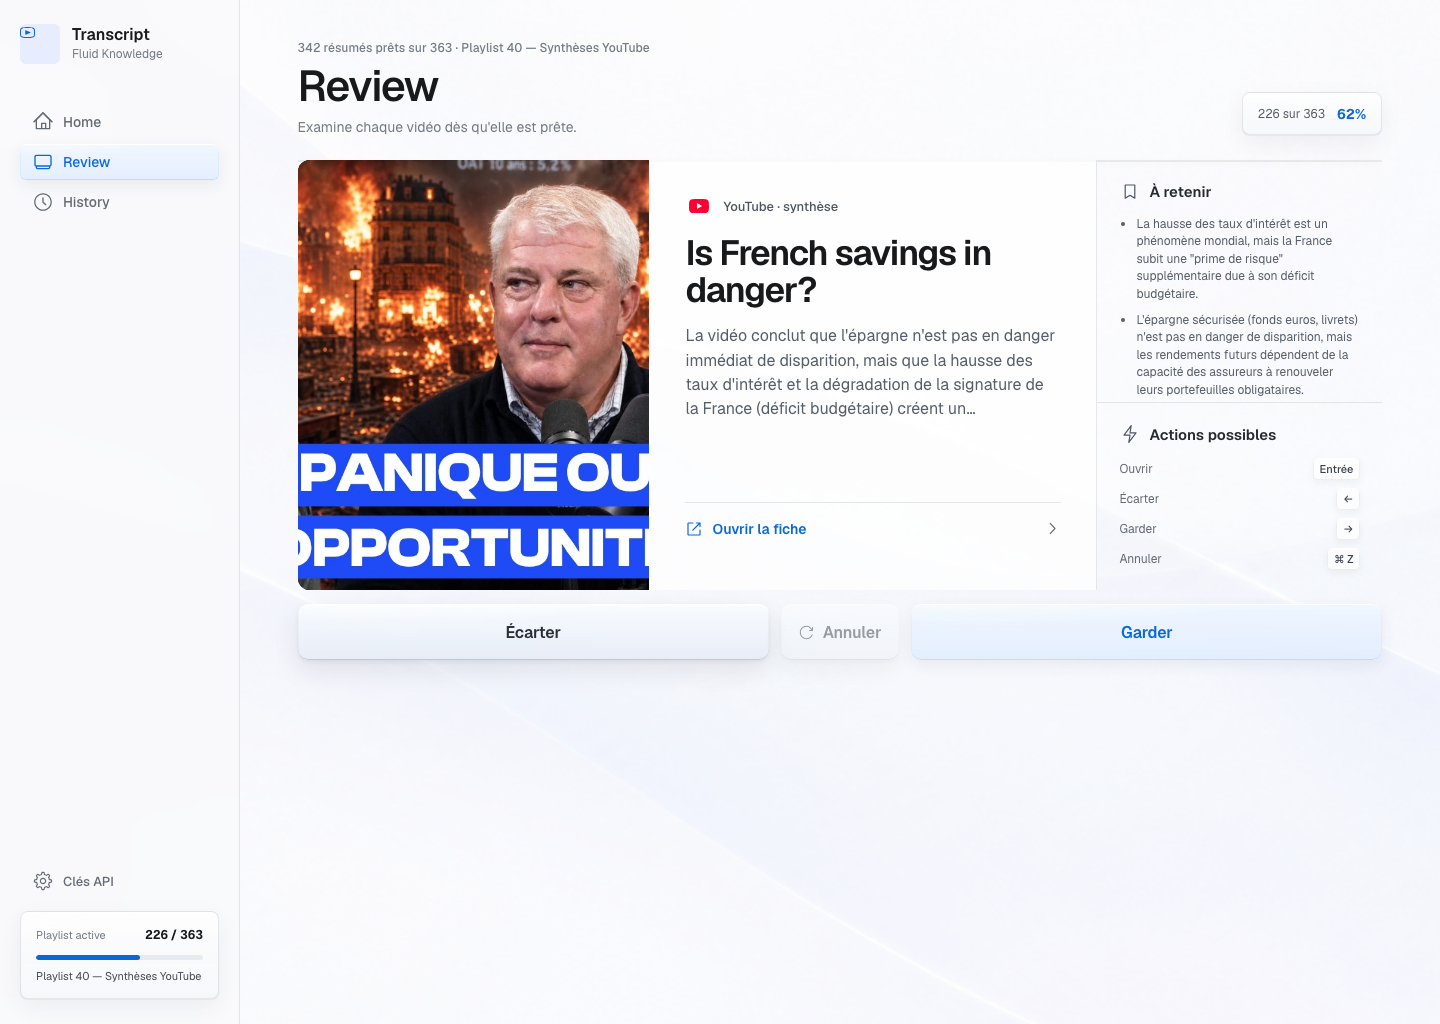 Transcript
Fluid Knowledge
Home
Review
History
Clés API
Playlist active
226 / 363
Playlist 40 — Synthèses YouTube
342 résumés prêts sur 363 · Playlist 40 — Synthèses YouTube
Review
Examine chaque vidéo dès qu'elle est prête.
226 sur 363 62%
OAT 10 ans : 5,2%
PANIQUE OU
OPPORTUNIT
YouTube · synthèse
Is French savings in
danger?
La vidéo conclut que l'épargne n'est pas en danger
immédiat de disparition, mais que la hausse des
taux d'intérêt et la dégradation de la signature de
la France (déficit budgétaire) créent un…
Ouvrir la fiche
À retenir
• La hausse des taux d'intérêt est un
phénomène mondial, mais la France
subit une "prime de risque"
supplémentaire due à son déficit
budgétaire.
• L'épargne sécurisée (fonds euros, livrets)
n'est pas en danger de disparition, mais
les rendements futurs dépendent de la
capacité des assureurs à renouveler
leurs portefeuilles obligataires.
Actions possibles
Ouvrir Entrée
Écarter ←
Garder →
Annuler ⌘ Z
Écarter
Annuler
Garder